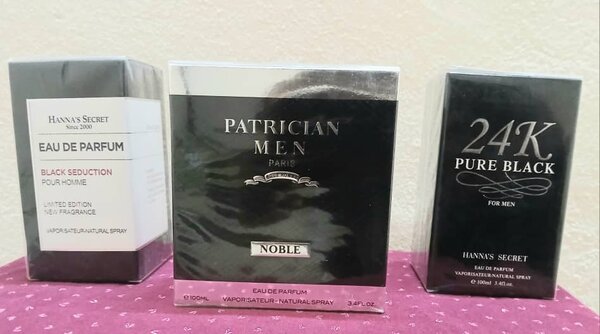 HANNA'S SECRET
Since 2000
EAU DE PARFUM
BLACK SEDUCTION
POUR HOMME
LIMITED EDITION
NEW FRAGRANCE
VAPORISATEUR-NATURAL SPRAY
PATRICIAN
MEN
PARIS
NOBLE
EAU DE PARFUM
℮100ML VAPORISATEUR - NATURAL SPRAY 3.4FL.OZ.
24K
PURE BLACK
FOR MEN
HANNA'S SECRET
EAU DE PARFUM
VAPORISATEUR-NATURAL SPRAY
℮ 100ml 3.4fl.oz.